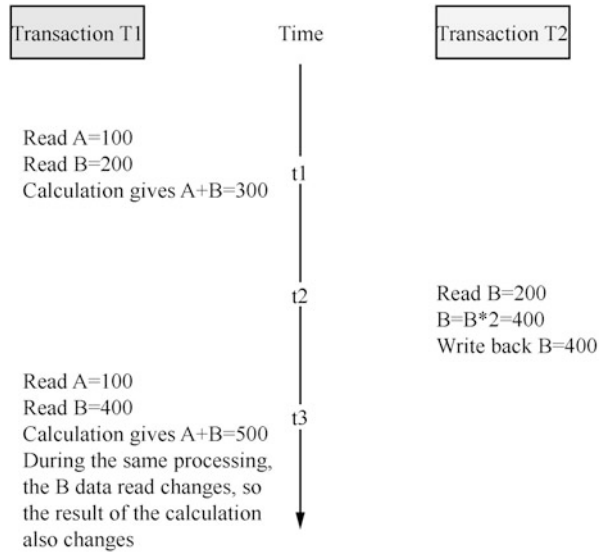 Transaction T1
Time
Transaction T2
Read A=100
Read B=200
Calculation gives A+B=300
t1
t2
Read B=200
B=B*2=400
Write back B=400
Read A=100
Read B=400
Calculation gives A+B=500
t3
During the same processing,
the B data read changes, so
the result of the calculation
also changes